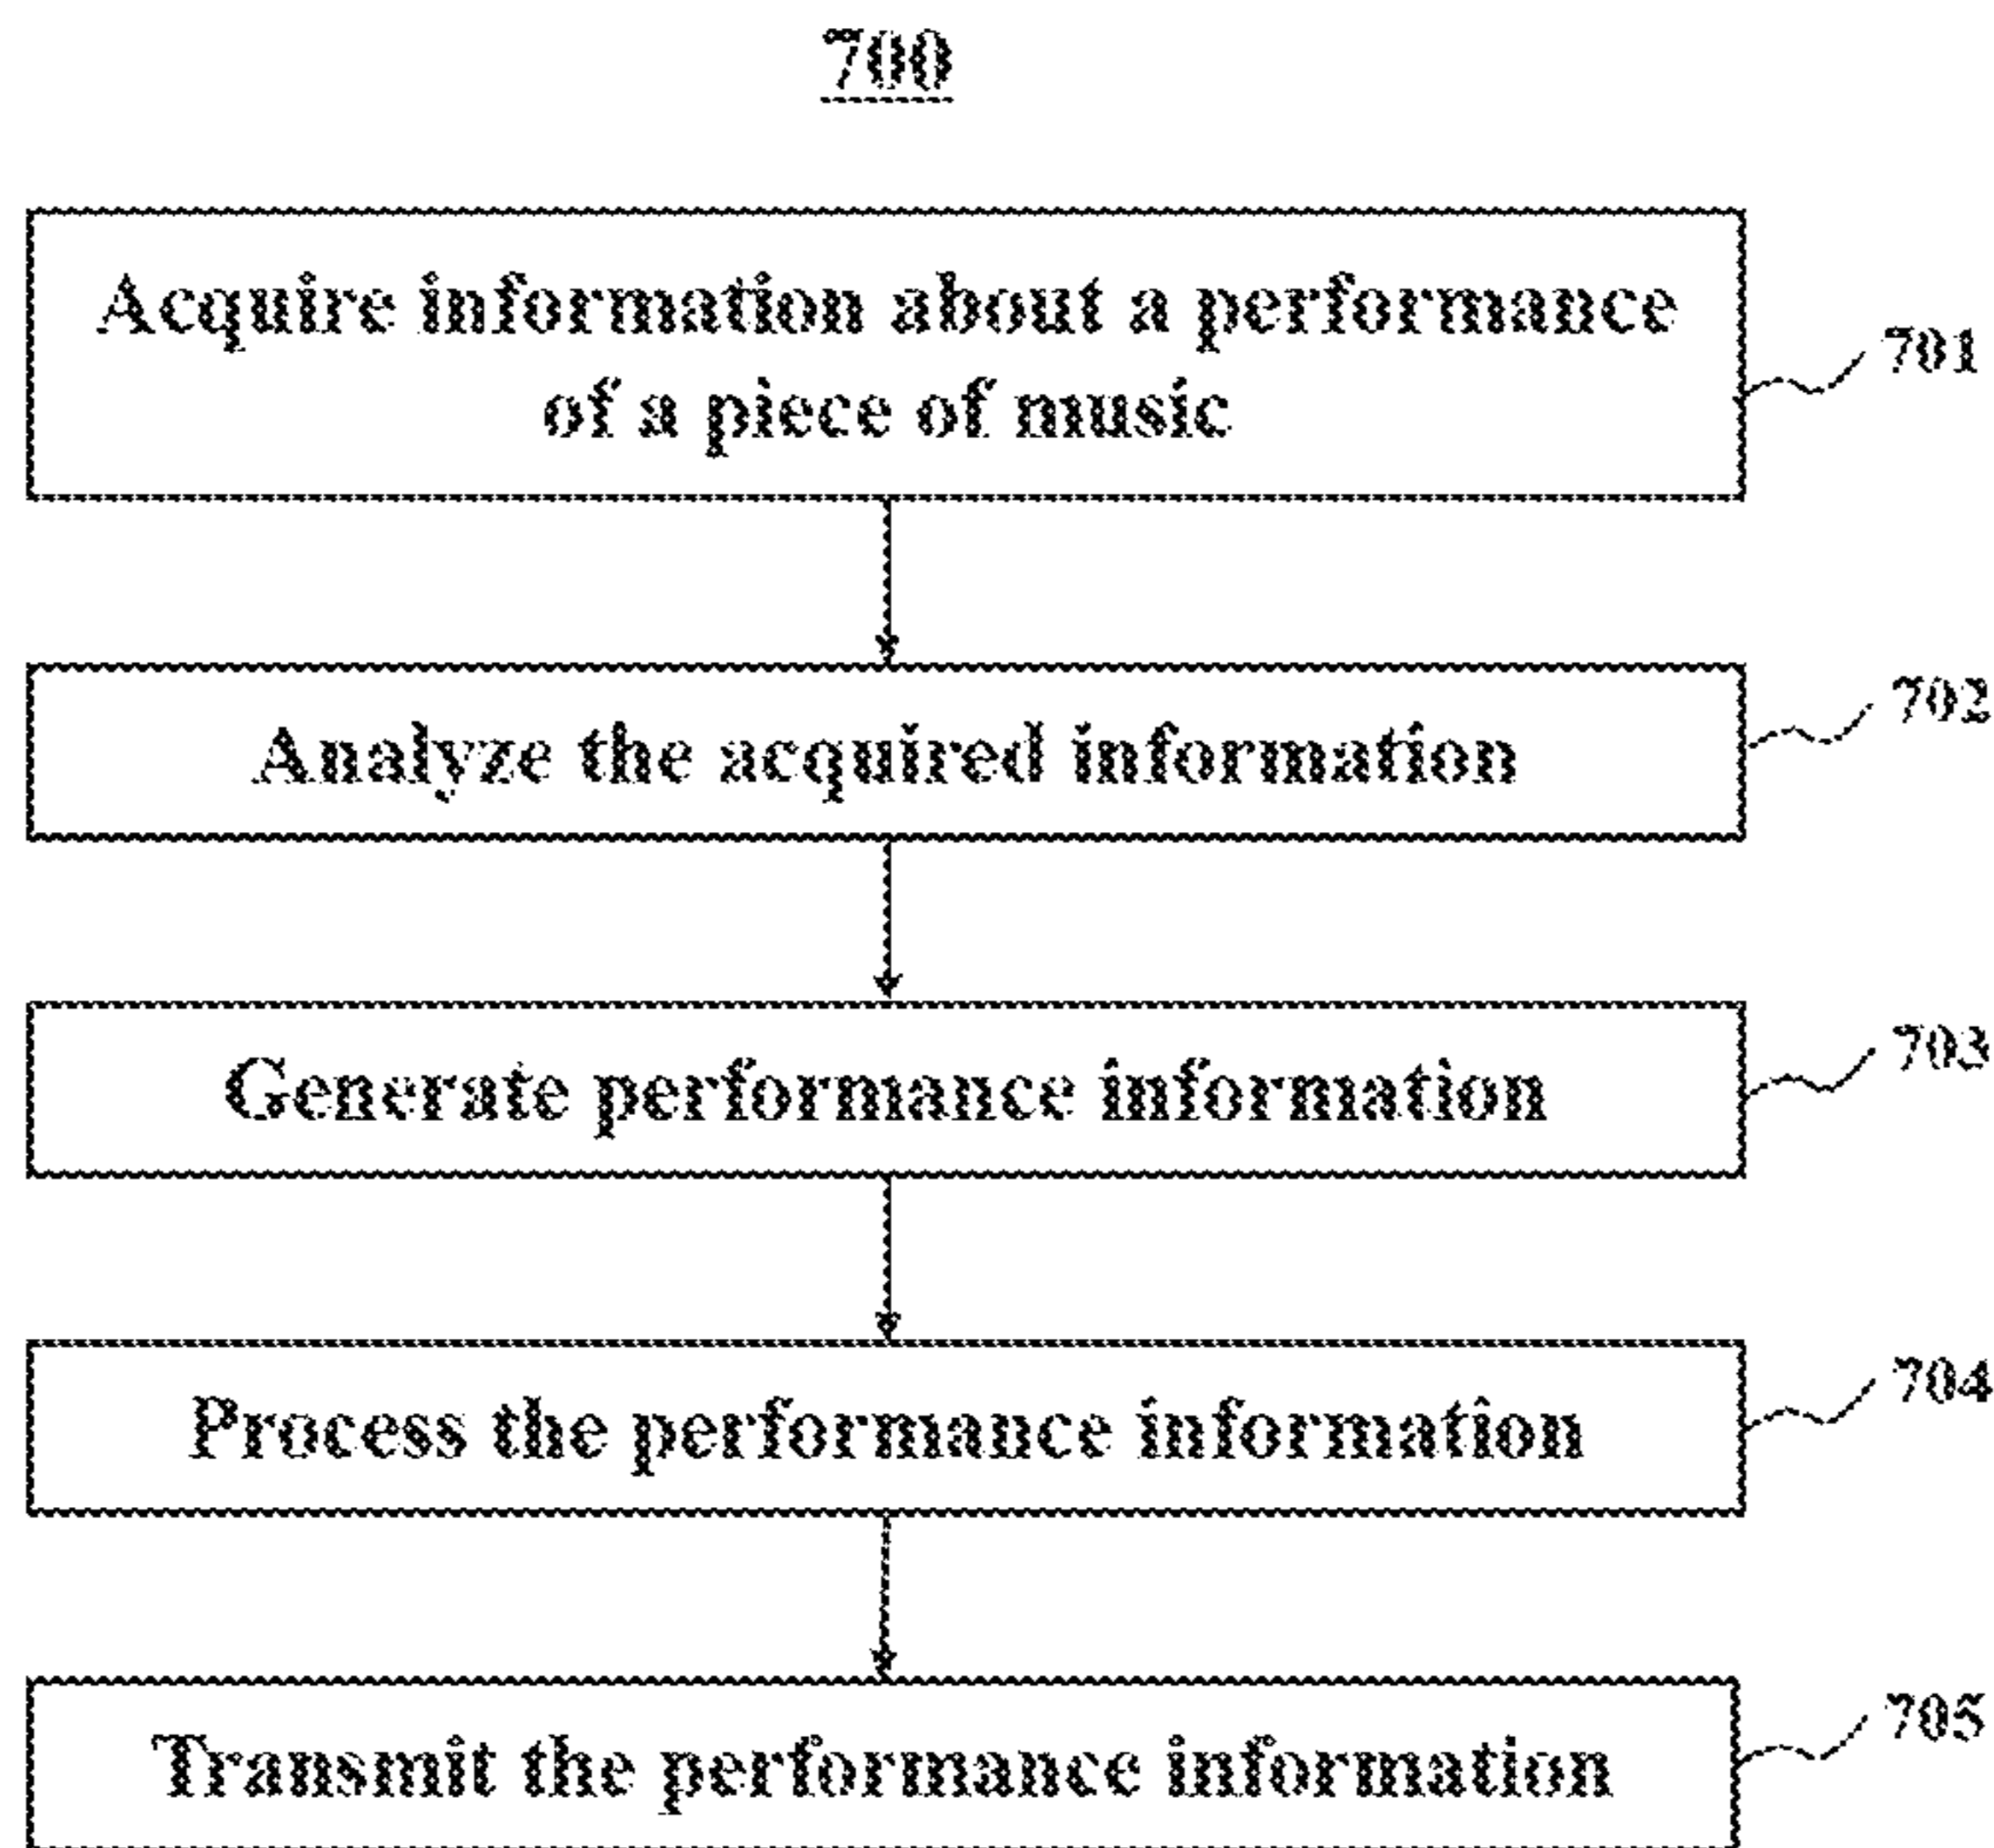 700
Acquire information about a performance
of a piece of music
701
Analyze the acquired information
702
Generate performance information
703
Process the performance information
704
Transmit the performance information
705